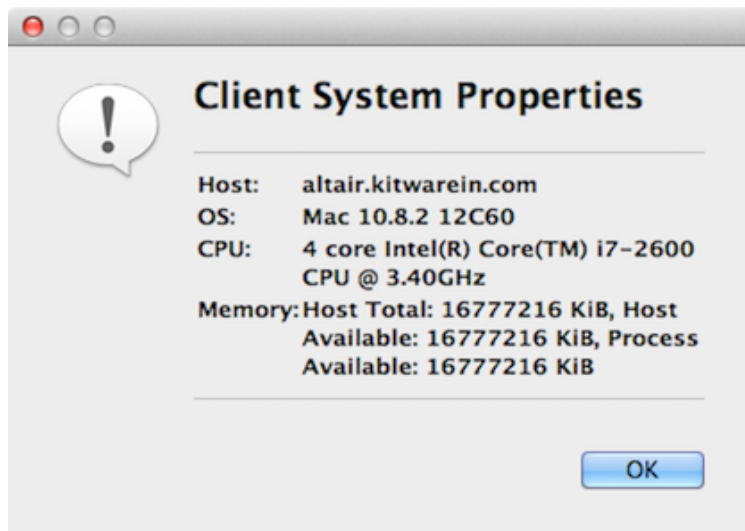 Client System Properties
Host: altair.kitwarein.com
OS: Mac 10.8.2 12C60
CPU: 4 core Intel(R) Core(TM) i7-2600
CPU @ 3.40GHz
Memory: Host Total: 16777216 KiB, Host
Available: 16777216 KiB, Process
Available: 16777216 KiB
OK